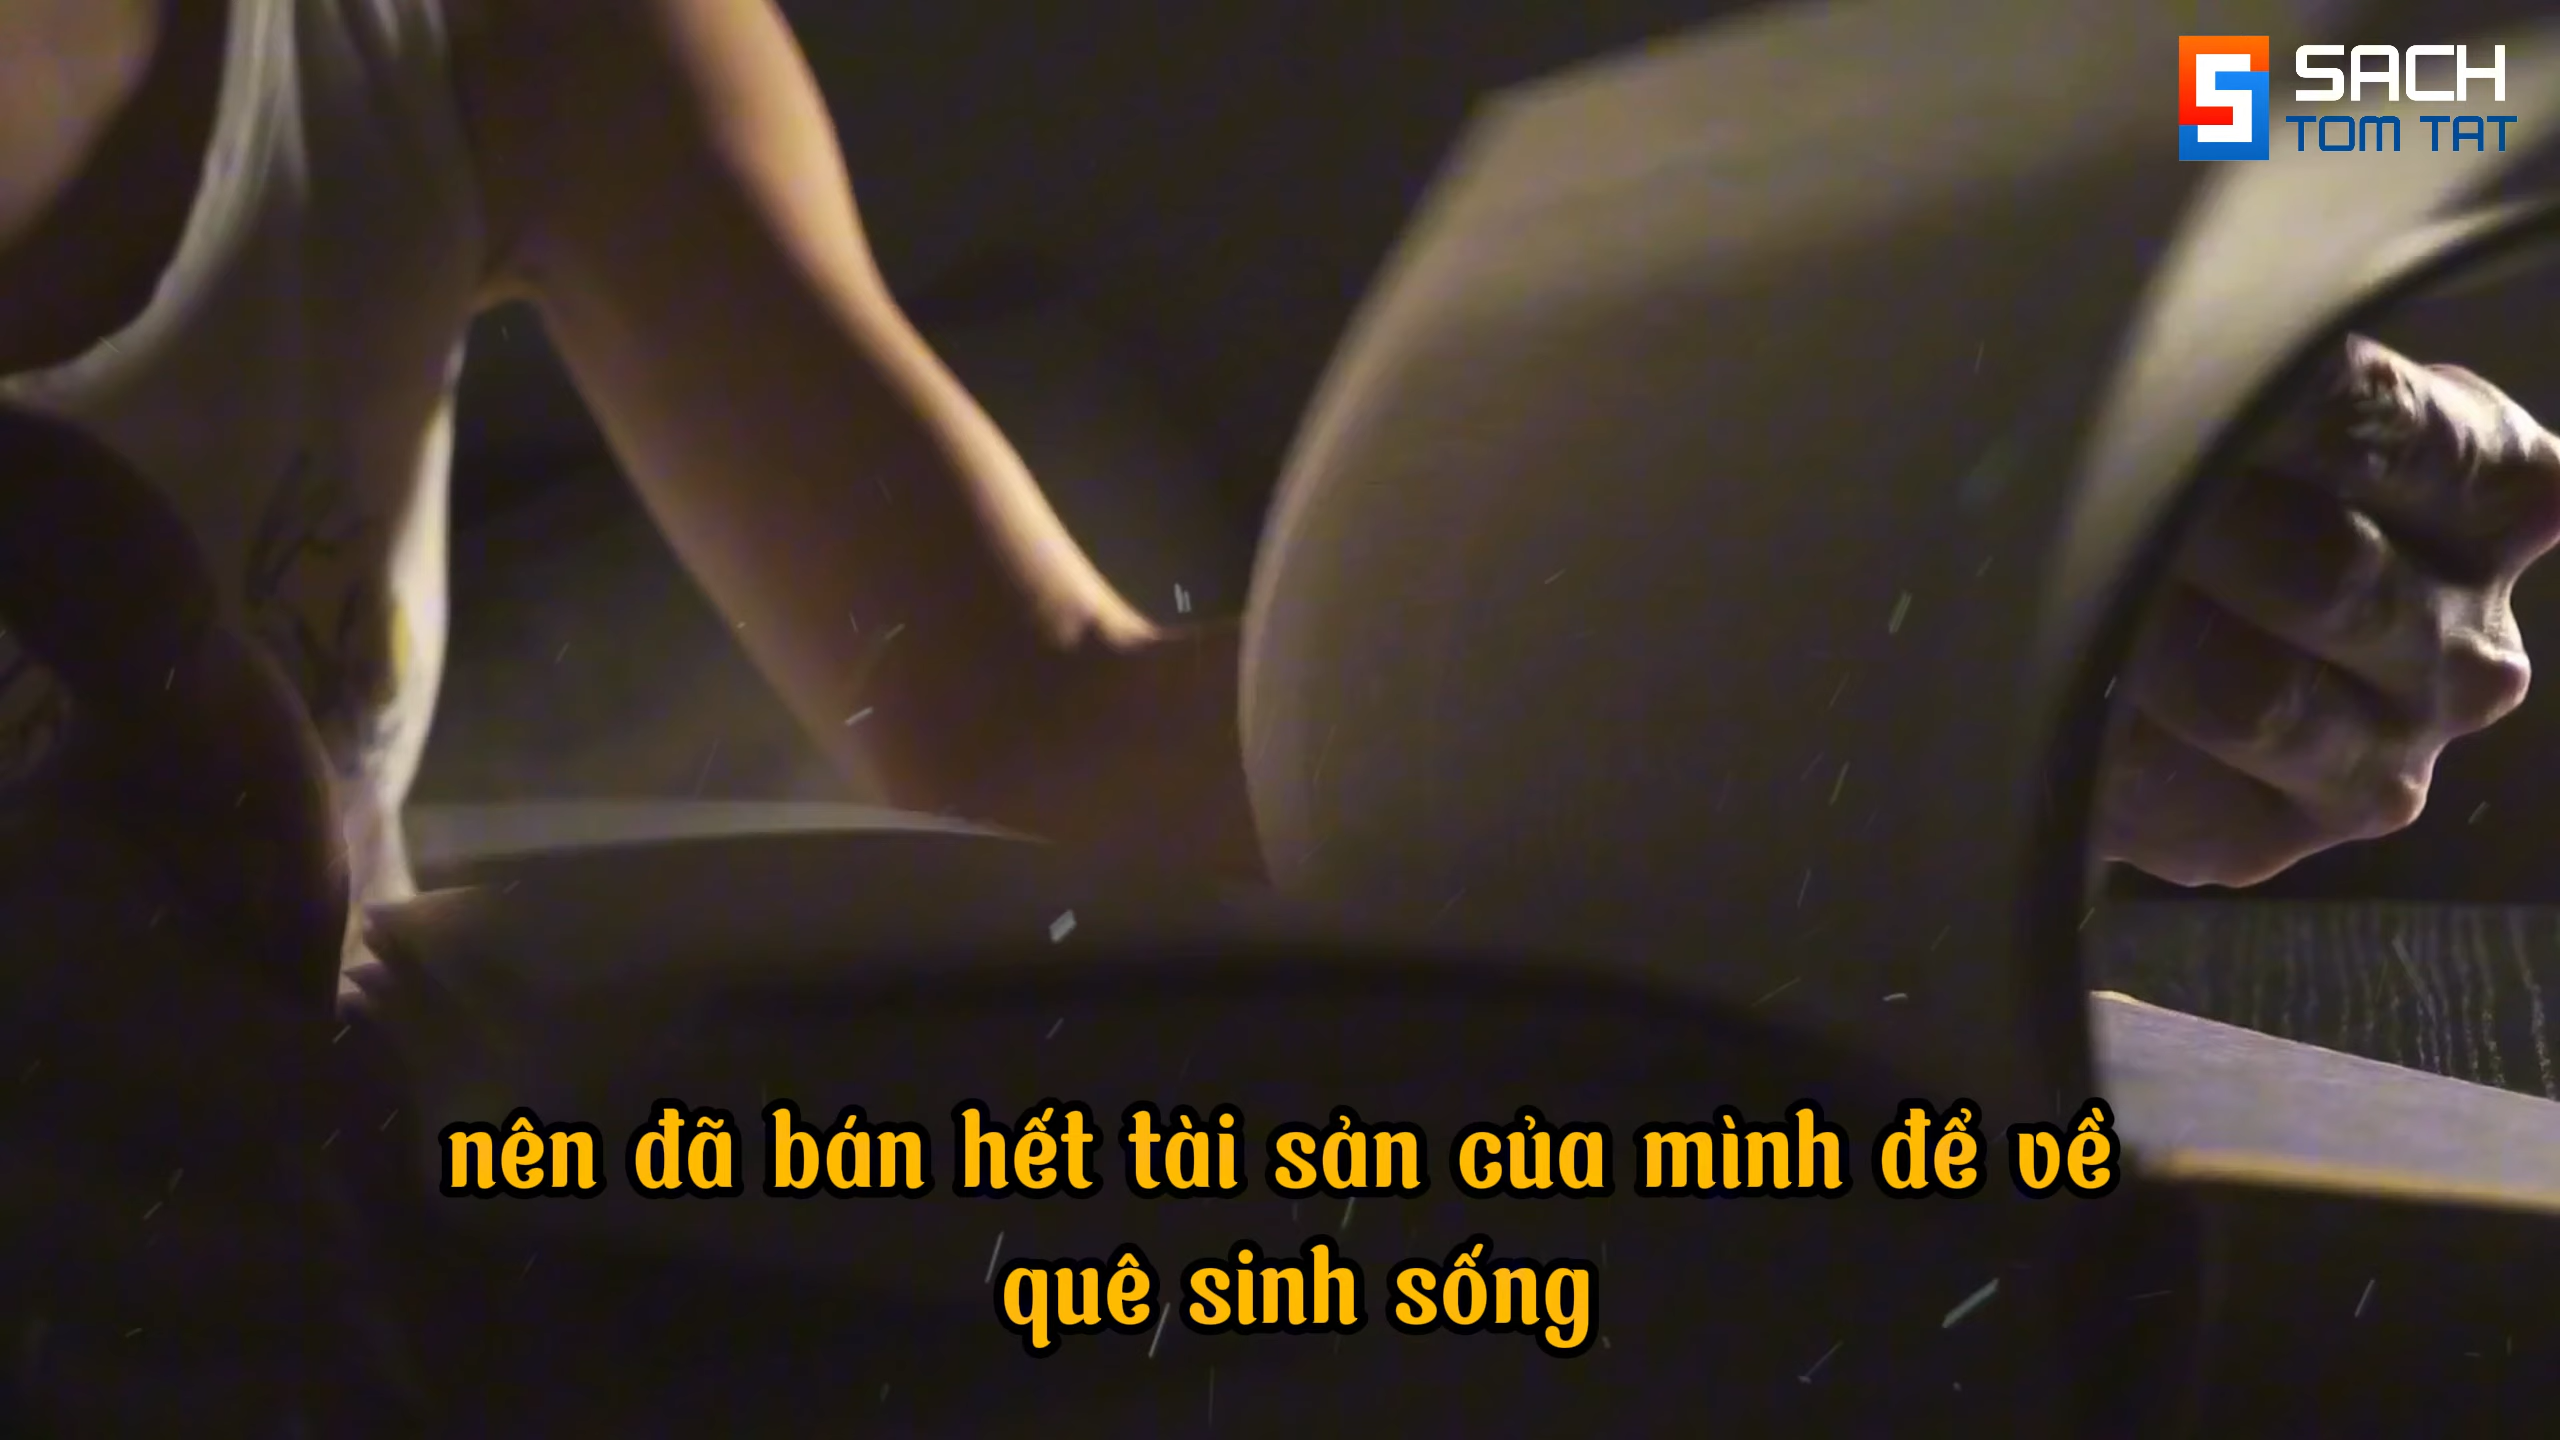 SACH
TOM TAT
nên đã bán hết tài sản của mình để về
quê sinh sống